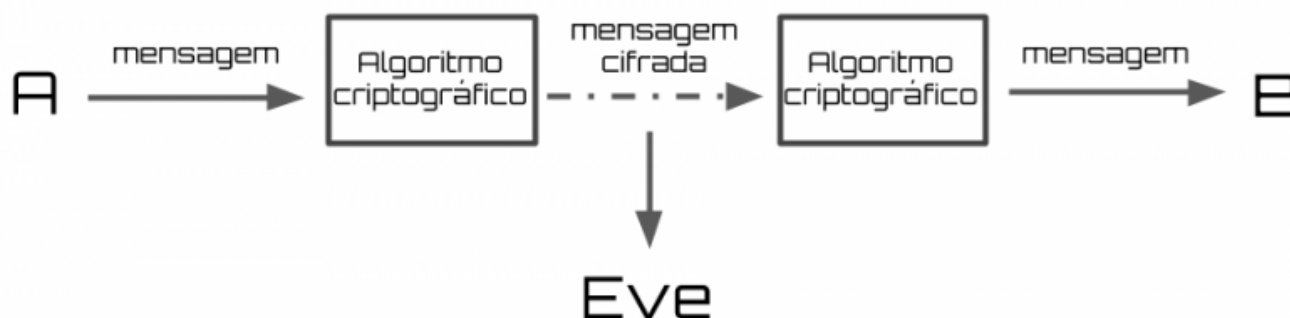 A
mensagem
Algoritmo
criptográfico
mensagem
cifrada
Algoritmo
criptográfico
mensagem
B
Eve